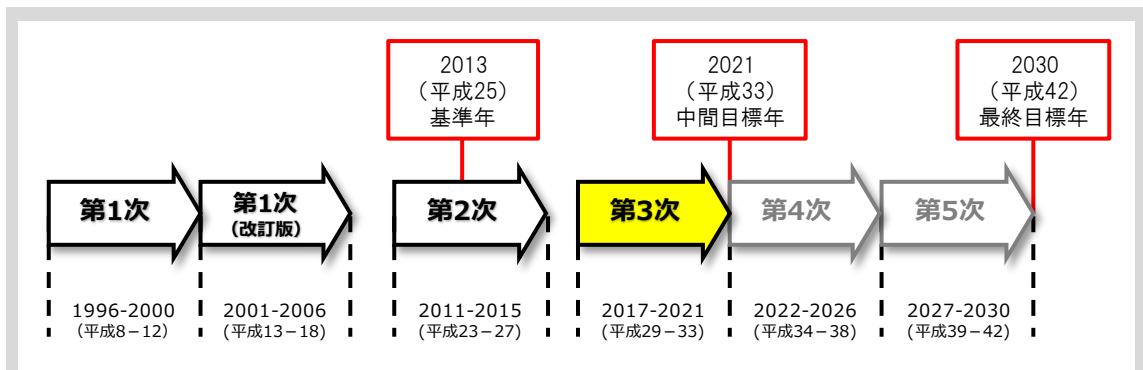 2013
(平成25)
基準年
2021
(平成33)
中間目標年
2030
(平成42)
最終目標年
第1次
第1次
(改訂版)
第2次
第3次
第4次
第5次
1996-2000
(平成8－12)
2001-2006
(平成13－18)
2011-2015
(平成23－27)
2017-2021
(平成29－33)
2022-2026
(平成34－38)
2027-2030
(平成39－42)